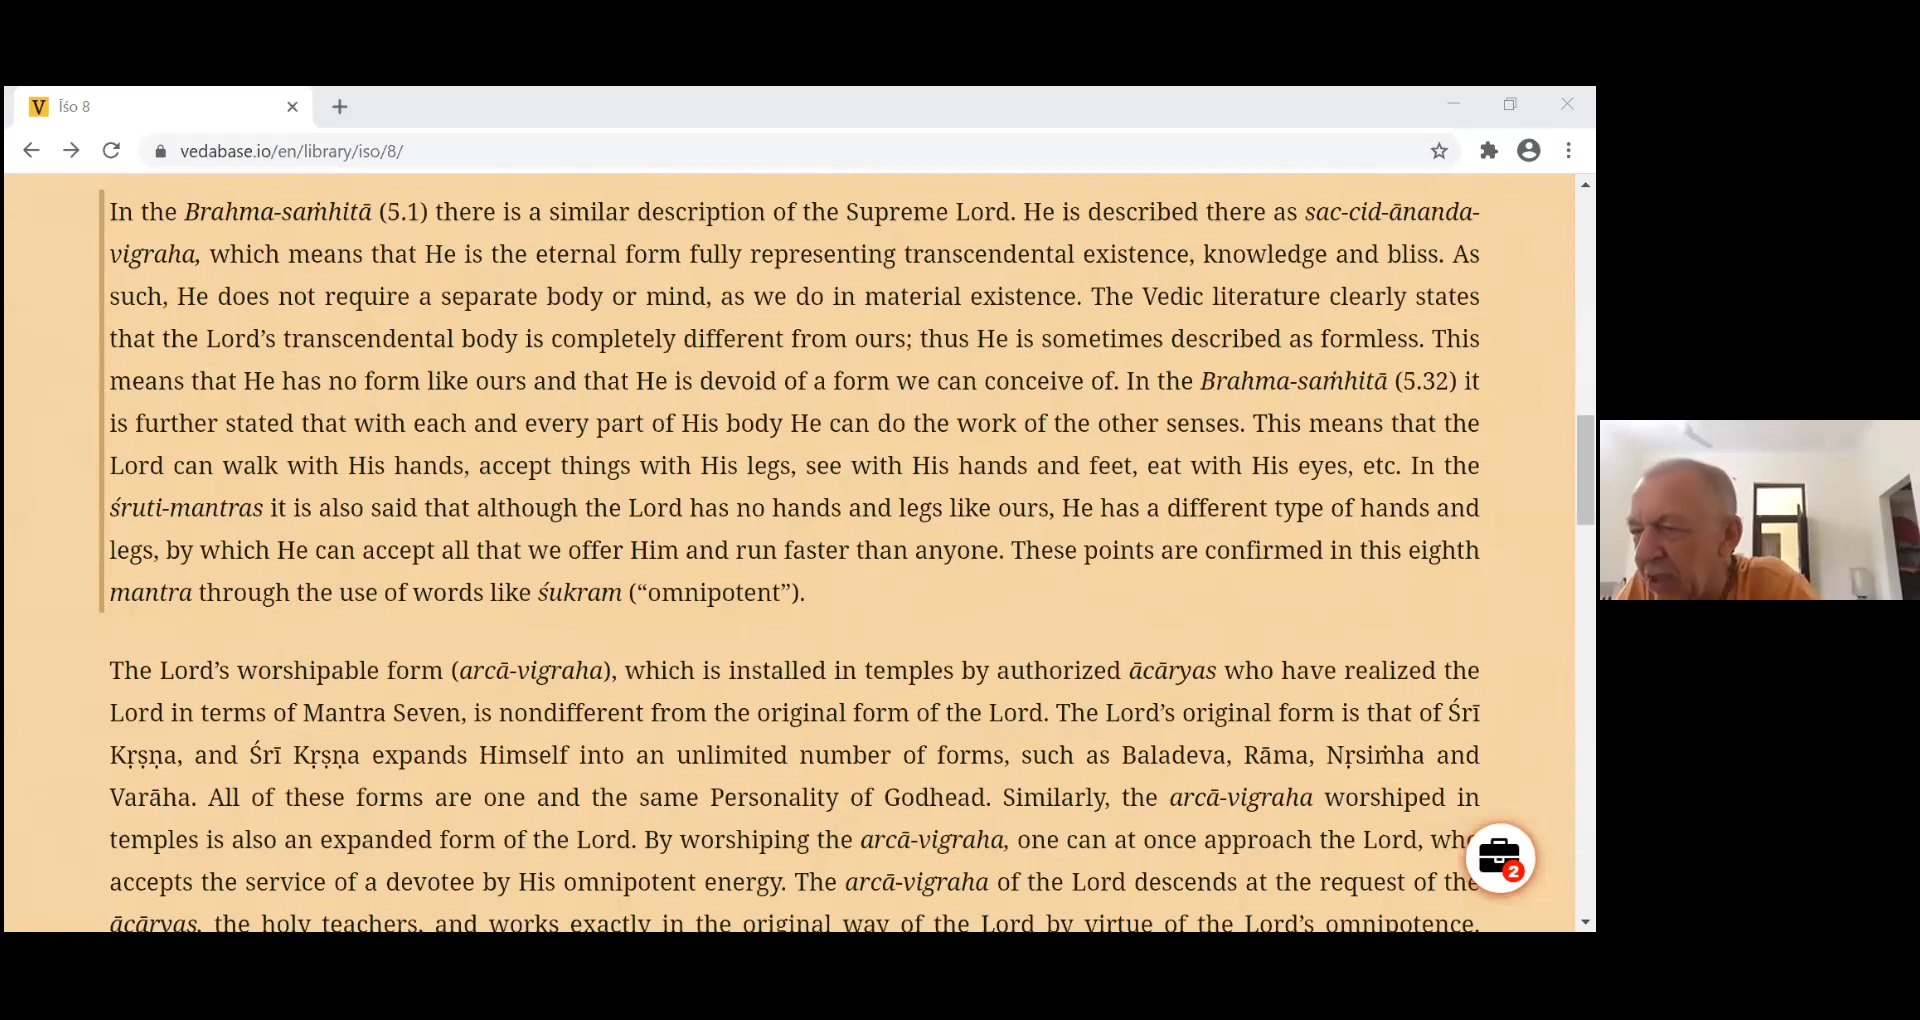 Īśo 8
vedabase.io/en/library/iso/8/
In the Brahma-saṁhitā (5.1) there is a similar description of the Supreme Lord. He is described there as sac-cid-ānanda-
vigraha, which means that He is the eternal form fully representing transcendental existence, knowledge and bliss. As
such, He does not require a separate body or mind, as we do in material existence. The Vedic literature clearly states
that the Lord’s transcendental body is completely different from ours; thus He is sometimes described as formless. This
means that He has no form like ours and that He is devoid of a form we can conceive of. In the Brahma-saṁhitā (5.32) it
is further stated that with each and every part of His body He can do the work of the other senses. This means that the
Lord can walk with His hands, accept things with His legs, see with His hands and feet, eat with His eyes, etc. In the
śruti-mantras it is also said that although the Lord has no hands and legs like ours, He has a different type of hands and
legs, by which He can accept all that we offer Him and run faster than anyone. These points are confirmed in this eighth
mantra through the use of words like śukram (“omnipotent”).
The Lord’s worshipable form (arcā-vigraha), which is installed in temples by authorized ācāryas who have realized the
Lord in terms of Mantra Seven, is nondifferent from the original form of the Lord. The Lord’s original form is that of Śrī
Kṛṣṇa, and Śrī Kṛṣṇa expands Himself into an unlimited number of forms, such as Baladeva, Rāma, Nṛsiṁha and
Varāha. All of these forms are one and the same Personality of Godhead. Similarly, the arcā-vigraha worshiped in
temples is also an expanded form of the Lord. By worshiping the arcā-vigraha, one can at once approach the Lord, who
accepts the service of a devotee by His omnipotent energy. The arcā-vigraha of the Lord descends at the request of the
2
ācāryas, the holy teachers, and works exactly in the original way of the Lord by virtue of the Lord’s omnipotence.